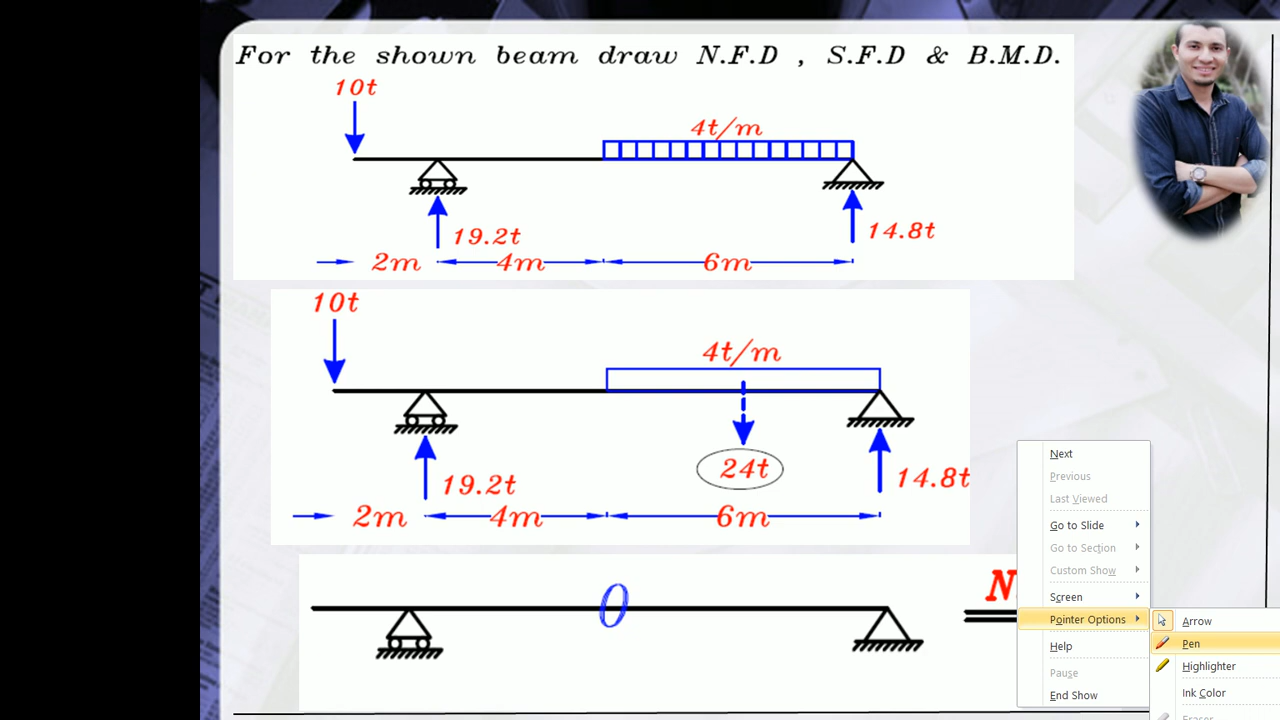 For the shown beam draw N.F.D , S.F.D & B.M.D.
10t
4t/m
19.2t
14.8t
2m 4m 6m
10t
4t/m
24t
19.2t
14.8t
2m 4m 6m
0
N
Next
Previous
Last Viewed
Go to Slide
Go to Section
Custom Show
Screen
Pointer Options
Help
Pause
End Show
Arrow
Pen
Highlighter
Ink Color
Eraser